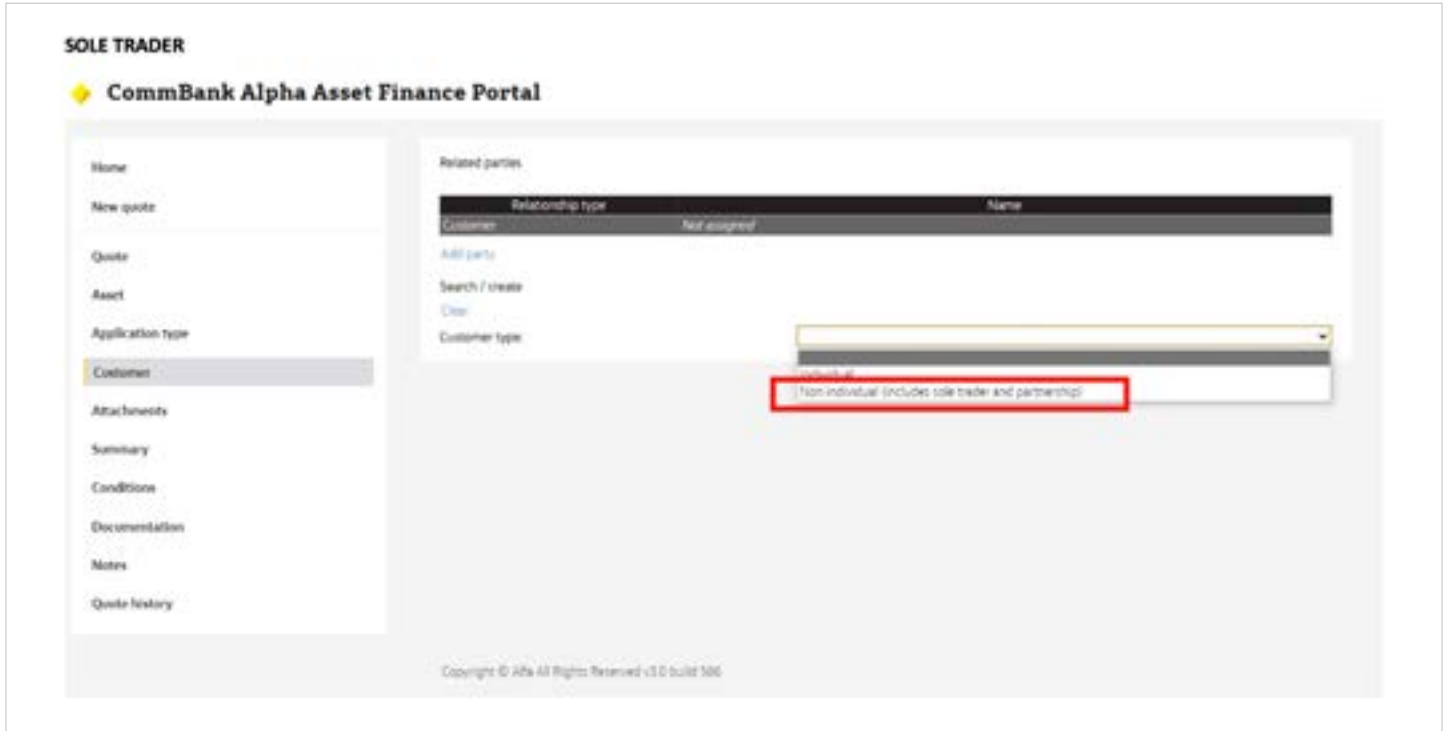 SOLE TRADER
CommBank Alpha Asset Finance Portal
Home
New quote
Quote
Asset
Application type
Customer
Attachments
Summary
Conditions
Documentation
Notes
Quote history
Related parties
Relationship type Name
Customer Not assigned
Add party
Search / create
Clear
Customer type
Individual
Non individual (includes sole trader and partnership)
Copyright © Alfa All Rights Reserved v3.0 build 586